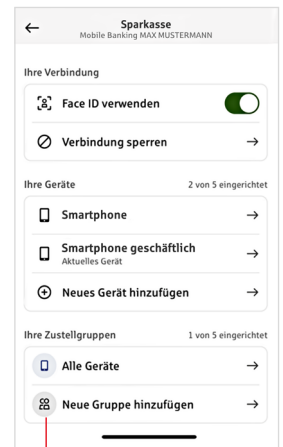 Sparkasse
Mobile Banking MAX MUSTERMANN
Ihre Verbindung
Face ID verwenden
Verbindung sperren
Ihre Geräte 2 von 5 eingerichtet
Smartphone
Smartphone geschäftlich
Aktuelles Gerät
Neues Gerät hinzufügen
Ihre Zustellgruppen 1 von 5 eingerichtet
Alle Geräte
Neue Gruppe hinzufügen